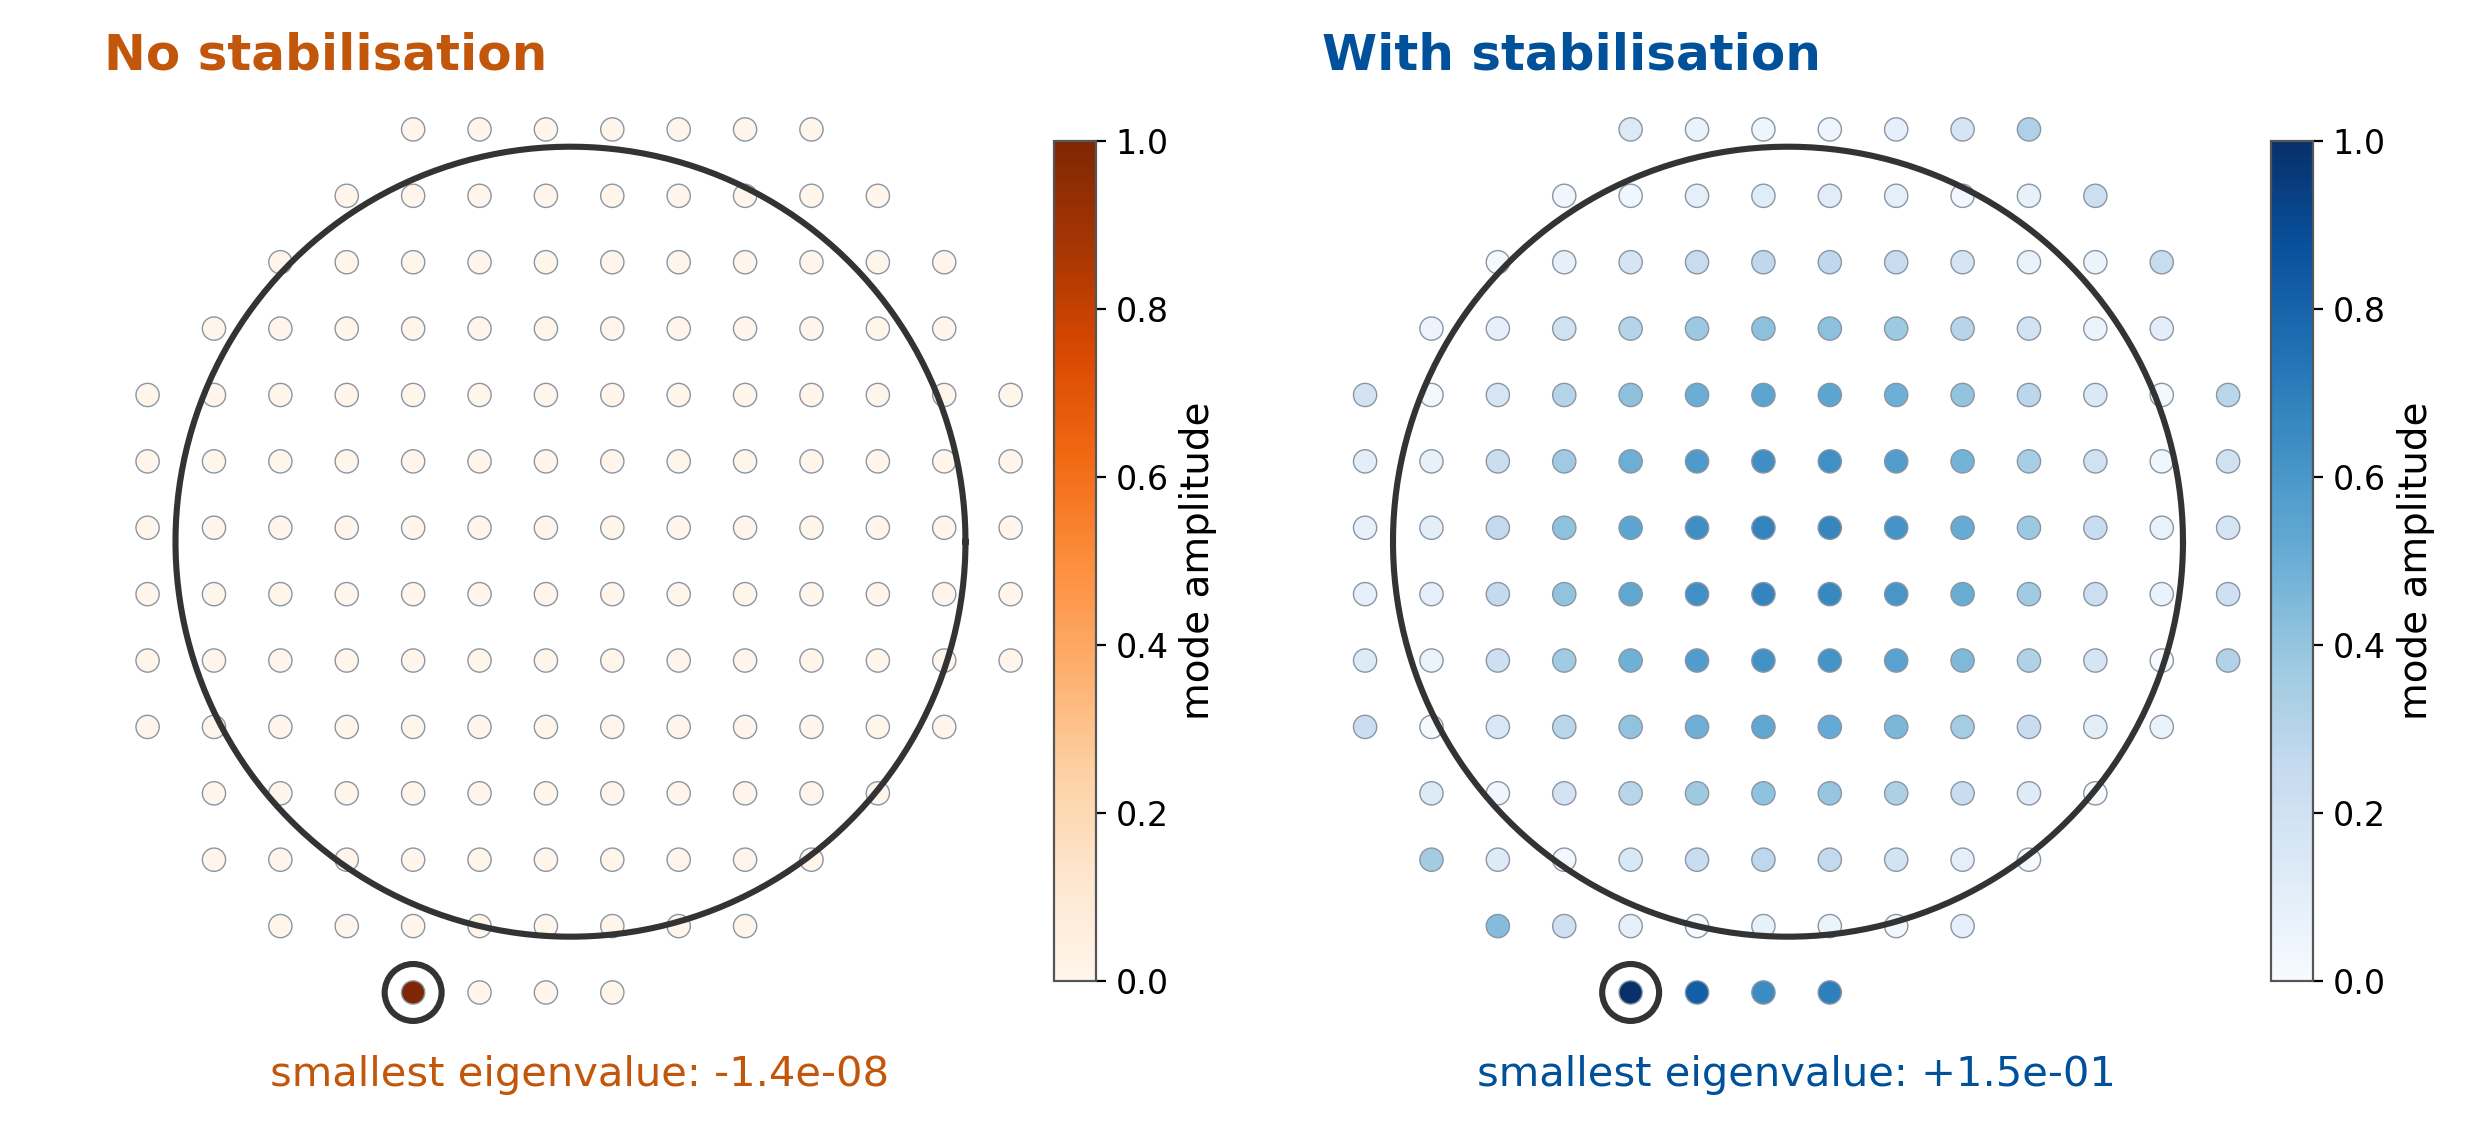 No stabilisation
1.0
0.8
0.6
0.4
0.2
0.0
mode amplitude
smallest eigenvalue: -1.4e-08
With stabilisation
1.0
0.8
0.6
0.4
0.2
0.0
mode amplitude
smallest eigenvalue: +1.5e-01